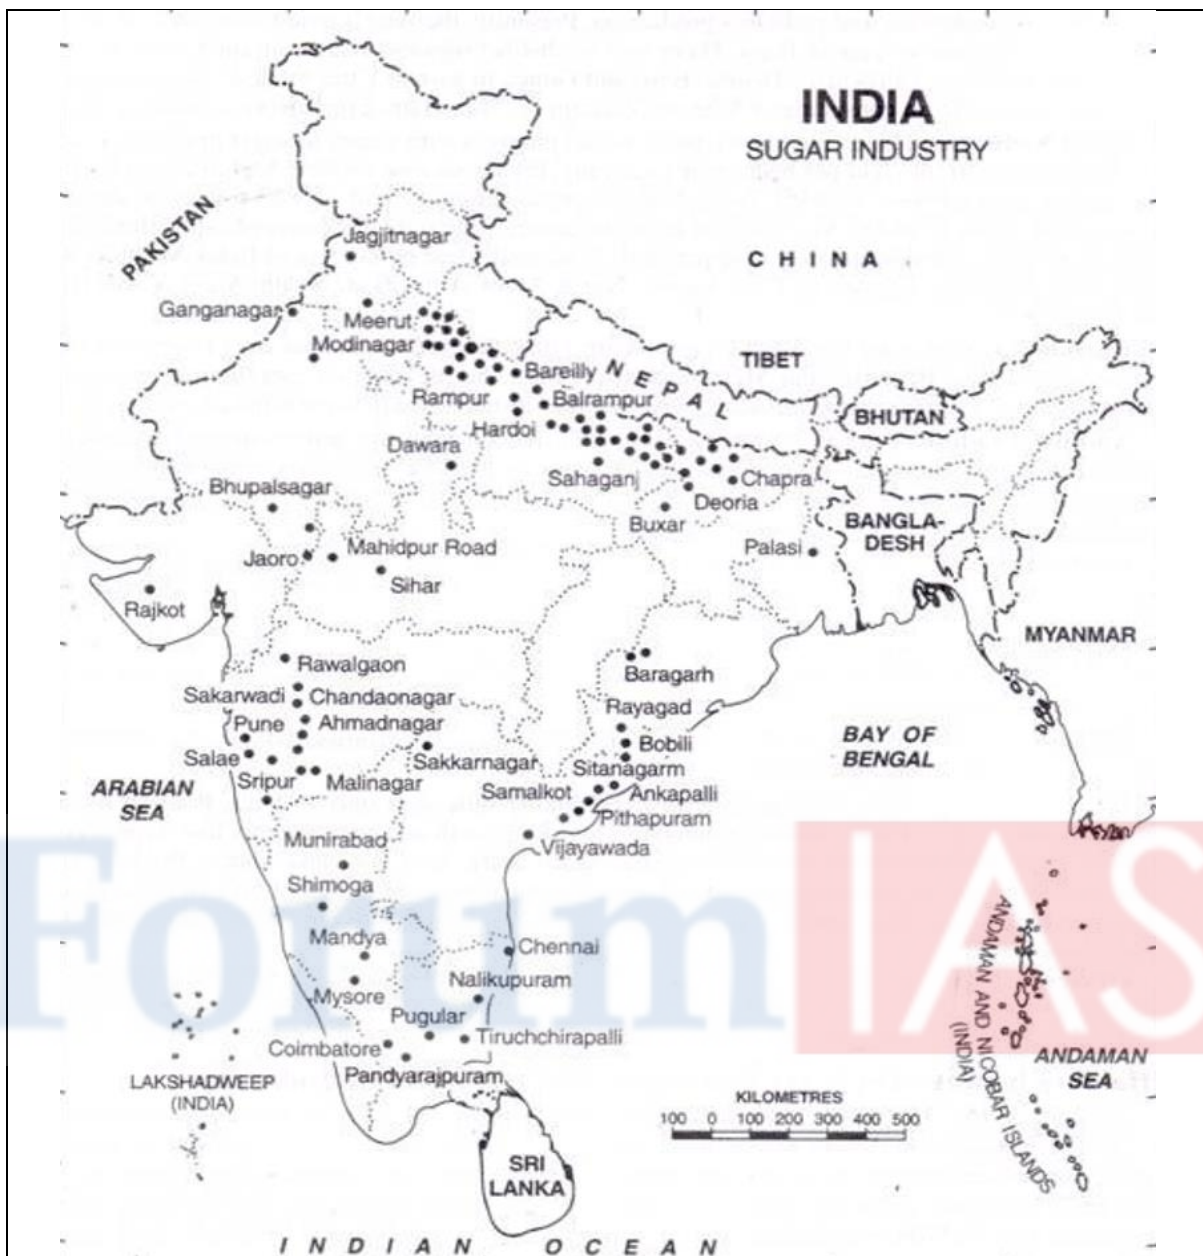 INDIA
SUGAR INDUSTRY
PAKISTAN
Jagjitnagar
CHINA
Ganganagar
Meerut
Modinagar
TIBET
NEPAL
Bareilly
Rampur
Balrampur
BHUTAN
Hardoi
Dawara
Sahaganj
Chapra
Bhupalsagar
Deoria
Buxar
BANGLA-
DESH
Palasi
Jaoro
Mahidpur Road
Sihar
Rajkot
MYANMAR
Rawalgaon
Baragarh
Sakarwadi
Chandaonagar
Rayagad
Pune
Ahmadnagar
BAY OF
BENGAL
Bobili
Salae
Sakkarnagar
Sitanagarm
ARABIAN
SEA
Sripur
Malinagar
Samalkot
Ankapalli
Pithapuram
Munirabad
Vijayawada
Shimoga
Forum
IAS
Mandya
Chennai
ANDAMAN AND NICOBAR ISLANDS
(INDIA)
Nalikupuram
Mysore
Pugular
Tiruchchirapalli
Coimbatore
ANDAMAN
SEA
Pandyarajpuram
LAKSHADWEEP
(INDIA)
KILOMETRES
100 0 100 200 300 400 500
SRI
LANKA
INDIAN OCEAN